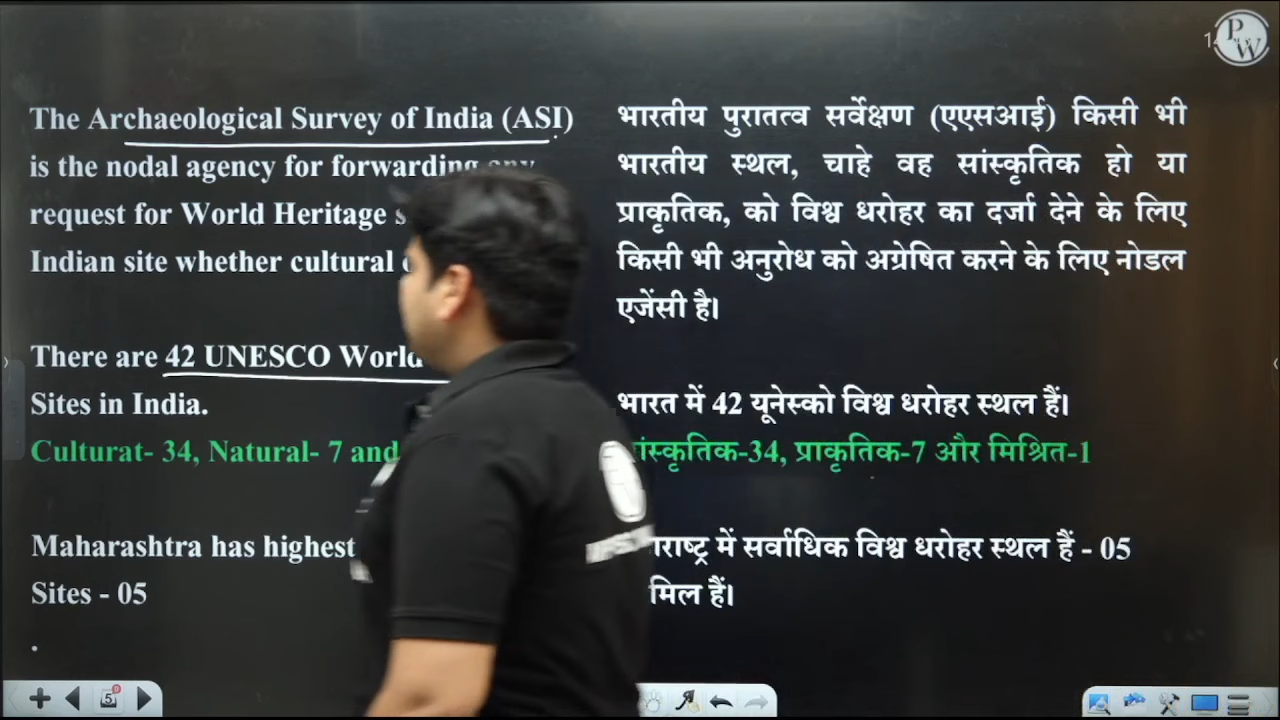 The Archaeological Survey of India (ASI)
is the nodal agency for forwarding any
request for World Heritage
Indian site whether cultural
There are 42 UNESCO World
Sites in India.
Culturat- 34, Natural- 7 and
Maharashtra has highest
Sites - 05
.
भारतीय पुरातत्व सर्वेक्षण (एएसआई) किसी भी
भारतीय स्थल, चाहे वह सांस्कृतिक हो या
प्राकृतिक, को विश्व धरोहर का दर्जा देने के लिए
किसी भी अनुरोध को अग्रेषित करने के लिए नोडल
एजेंसी है।
भारत में 42 यूनेस्को विश्व धरोहर स्थल हैं।
सांस्कृतिक-34, प्राकृतिक-7 और मिश्रित-1
में सर्वाधिक विश्व धरोहर स्थल हैं - 05
हैं।
PW
5